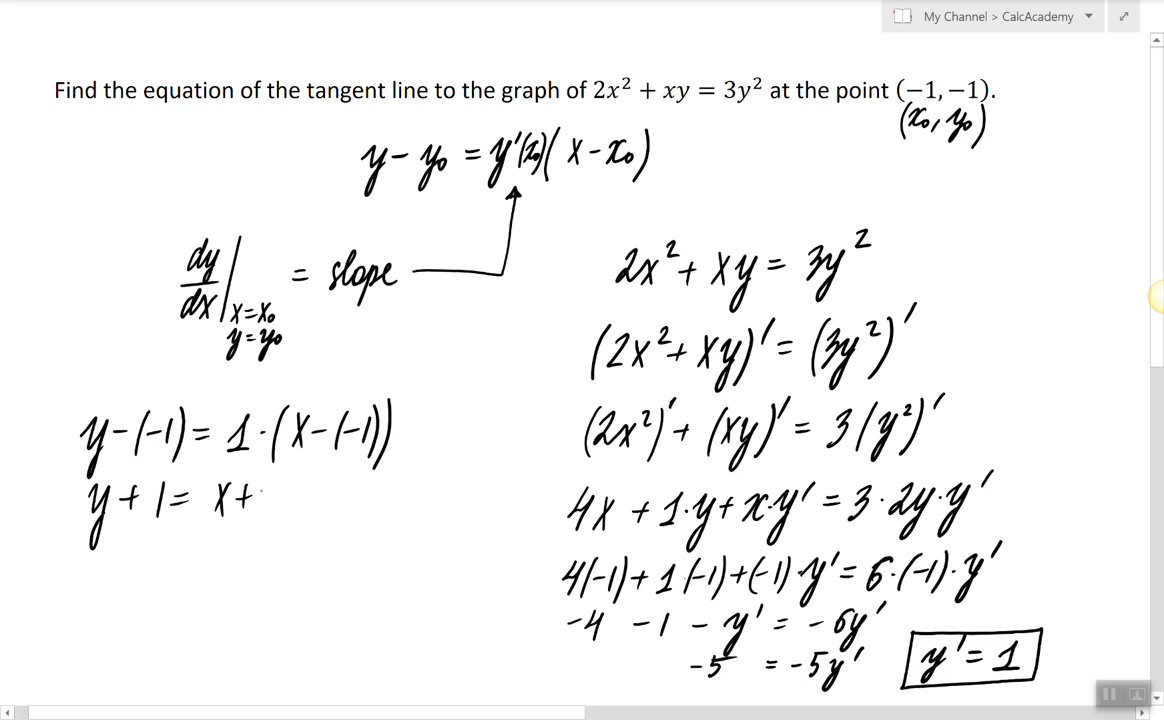 My Channel > CalcAcademy
Find the equation of the tangent line to the graph of 2x² + xy = 3y² at the point (−1, −1).
(x₀, y₀)
y − y₀ = y'(x₀)(x − x₀)
dy/dx | x=x₀ y=y₀ = slope
y − (−1) = 1·(x − (−1))
y + 1 = x +
2x² + xy = 3y²
(2x² + xy)' = (3y²)'
(2x²)' + (xy)' = 3(y²)'
4x + 1·y + x·y' = 3·2y·y'
4(−1) + 1(−1) + (−1)·y' = 6·(−1)·y'
−4 −1 − y' = −6y'
−5 = −5y'
y' = 1